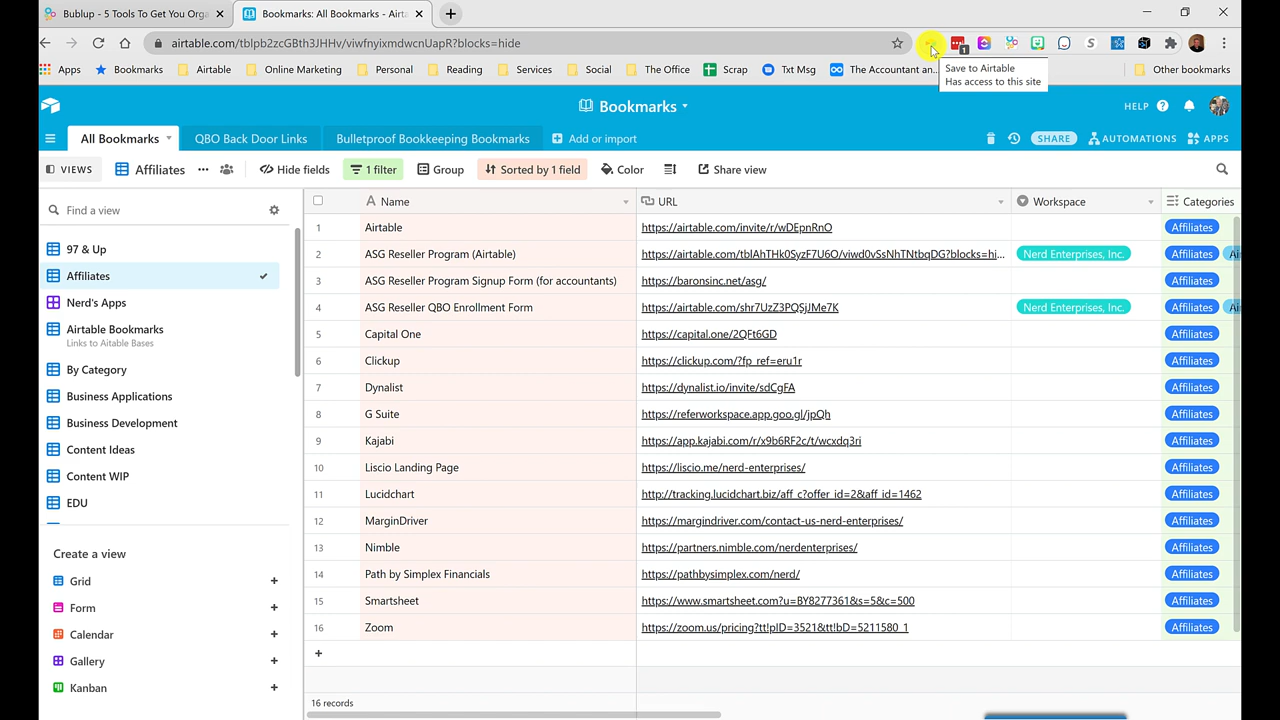 Bublup - 5 Tools To Get You Orga
Bookmarks: All Bookmarks - Airta
airtable.com/tblpb2zcGBth3JHHv/viwfnyixmdwcnUapR?blocks=hide
1
S
Apps
Bookmarks
Airtable
Online Marketing
Personal
Reading
Services
Social
The Office
Scrap
Txt Msg
The Accountant an...
Other bookmarks
Save to Airtable
Has access to this site
Bookmarks
HELP
All Bookmarks
QBO Back Door Links
Bulletproof Bookkeeping Bookmarks
Add or import
SHARE
AUTOMATIONS
APPS
VIEWS
Affiliates
Hide fields
1 filter
Group
Sorted by 1 field
Color
Share view
Find a view
97 & Up
Affiliates
Nerd's Apps
Airtable Bookmarks
Links to Aitable Bases
By Category
Business Applications
Business Development
Content Ideas
Content WIP
EDU
Create a view
Grid
Form
Calendar
Gallery
Kanban
Name URL Workspace Categories
1 Airtable https://airtable.com/invite/r/wDEpnRnO Affiliates
2 ASG Reseller Program (Airtable) https://airtable.com/tblAhTHk0SyzF7U6O/viwd0vSsNhTNtbqDG?blocks=hi... Nerd Enterprises, Inc. Affiliates Air
3 ASG Reseller Program Signup Form (for accountants) https://baronsinc.net/asg/ Affiliates
4 ASG Reseller QBO Enrollment Form https://airtable.com/shr7UzZ3PQSjJMe7K Nerd Enterprises, Inc. Affiliates Air
5 Capital One https://capital.one/2QFt6GD Affiliates
6 Clickup https://clickup.com/?fp_ref=eru1r Affiliates
7 Dynalist https://dynalist.io/invite/sdCgFA Affiliates
8 G Suite https://referworkspace.app.goo.gl/jpQh Affiliates
9 Kajabi https://app.kajabi.com/r/x9b6RF2c/t/wcxdq3ri Affiliates
10 Liscio Landing Page https://liscio.me/nerd-enterprises/ Affiliates
11 Lucidchart http://tracking.lucidchart.biz/aff_c?offer_id=2&aff_id=1462 Affiliates
12 MarginDriver https://margindriver.com/contact-us-nerd-enterprises/ Affiliates
13 Nimble https://partners.nimble.com/nerdenterprises/ Affiliates
14 Path by Simplex Financials https://pathbysimplex.com/nerd/ Affiliates
15 Smartsheet https://www.smartsheet.com?u=BY8277361&s=5&c=500 Affiliates
16 Zoom https://zoom.us/pricing?tt!pID=3521&tt!bD=5211580_1 Affiliates
16 records